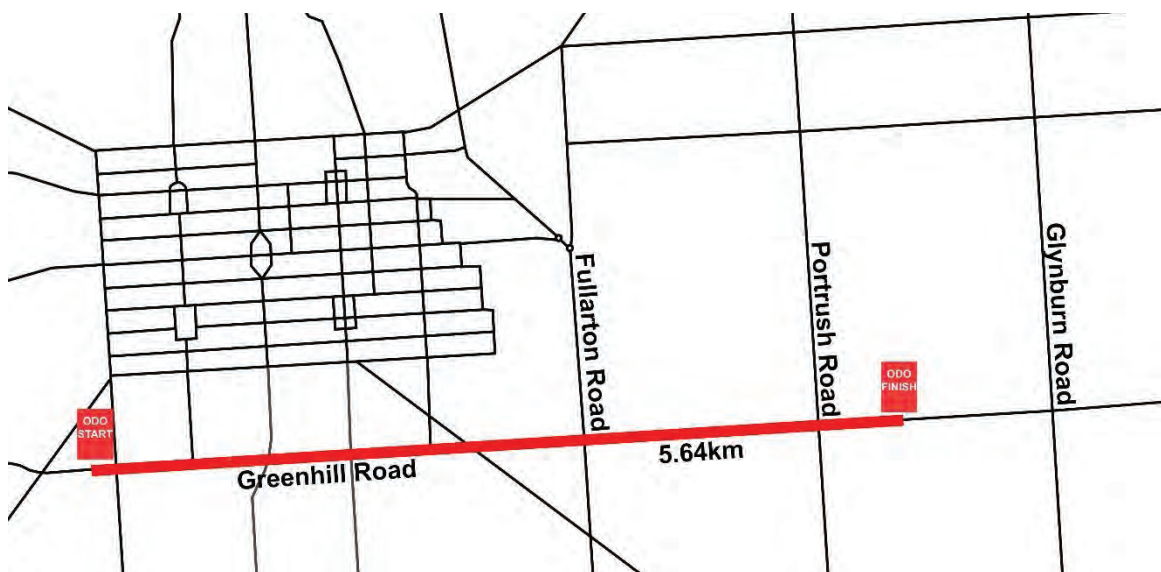 Fullarton Road
Portrush Road
Glynburn Road
ODO
FINISH
ODO
START
5.64km
Greenhill Road